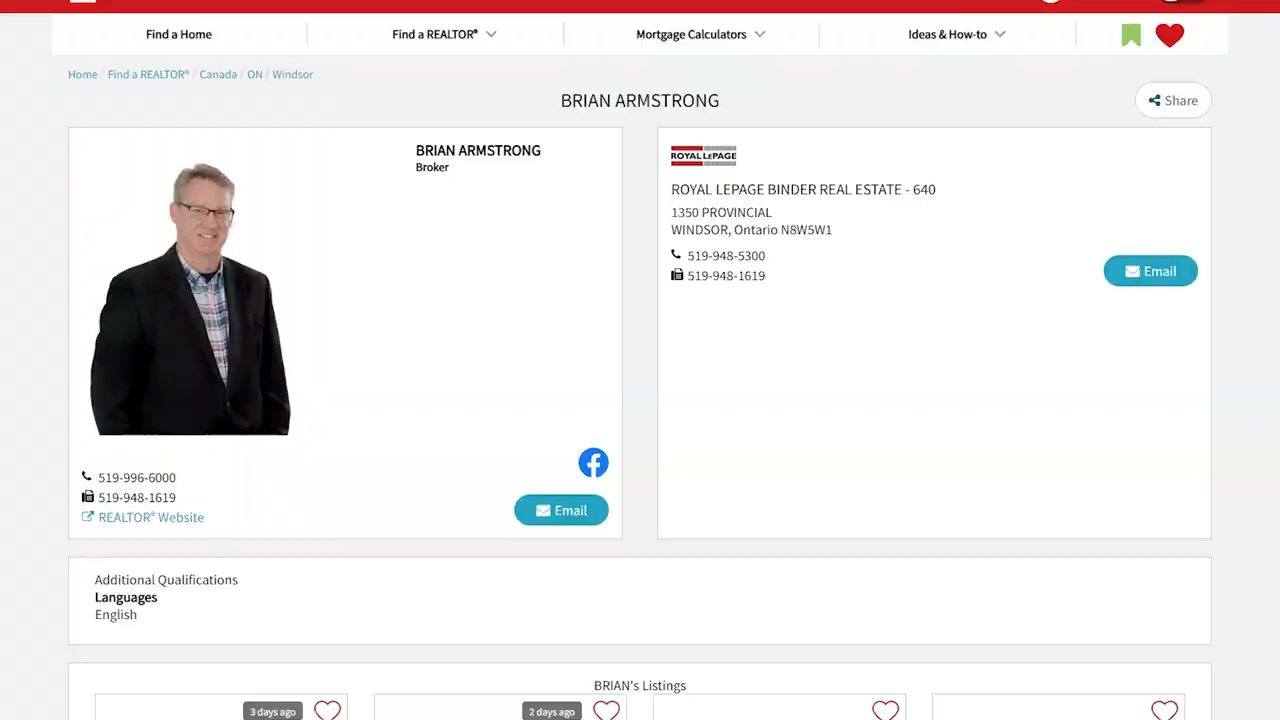 Find a Home
Find a REALTOR®
Mortgage Calculators
Ideas & How-to
Home / Find a REALTOR® / Canada / ON / Windsor
BRIAN ARMSTRONG
Share
BRIAN ARMSTRONG
Broker
519-996-6000
519-948-1619
REALTOR® Website
Email
ROYAL LEPAGE
ROYAL LEPAGE BINDER REAL ESTATE - 640
1350 PROVINCIAL
WINDSOR, Ontario N8W5W1
519-948-5300
519-948-1619
Email
Additional Qualifications
Languages
English
BRIAN's Listings
3 days ago
2 days ago